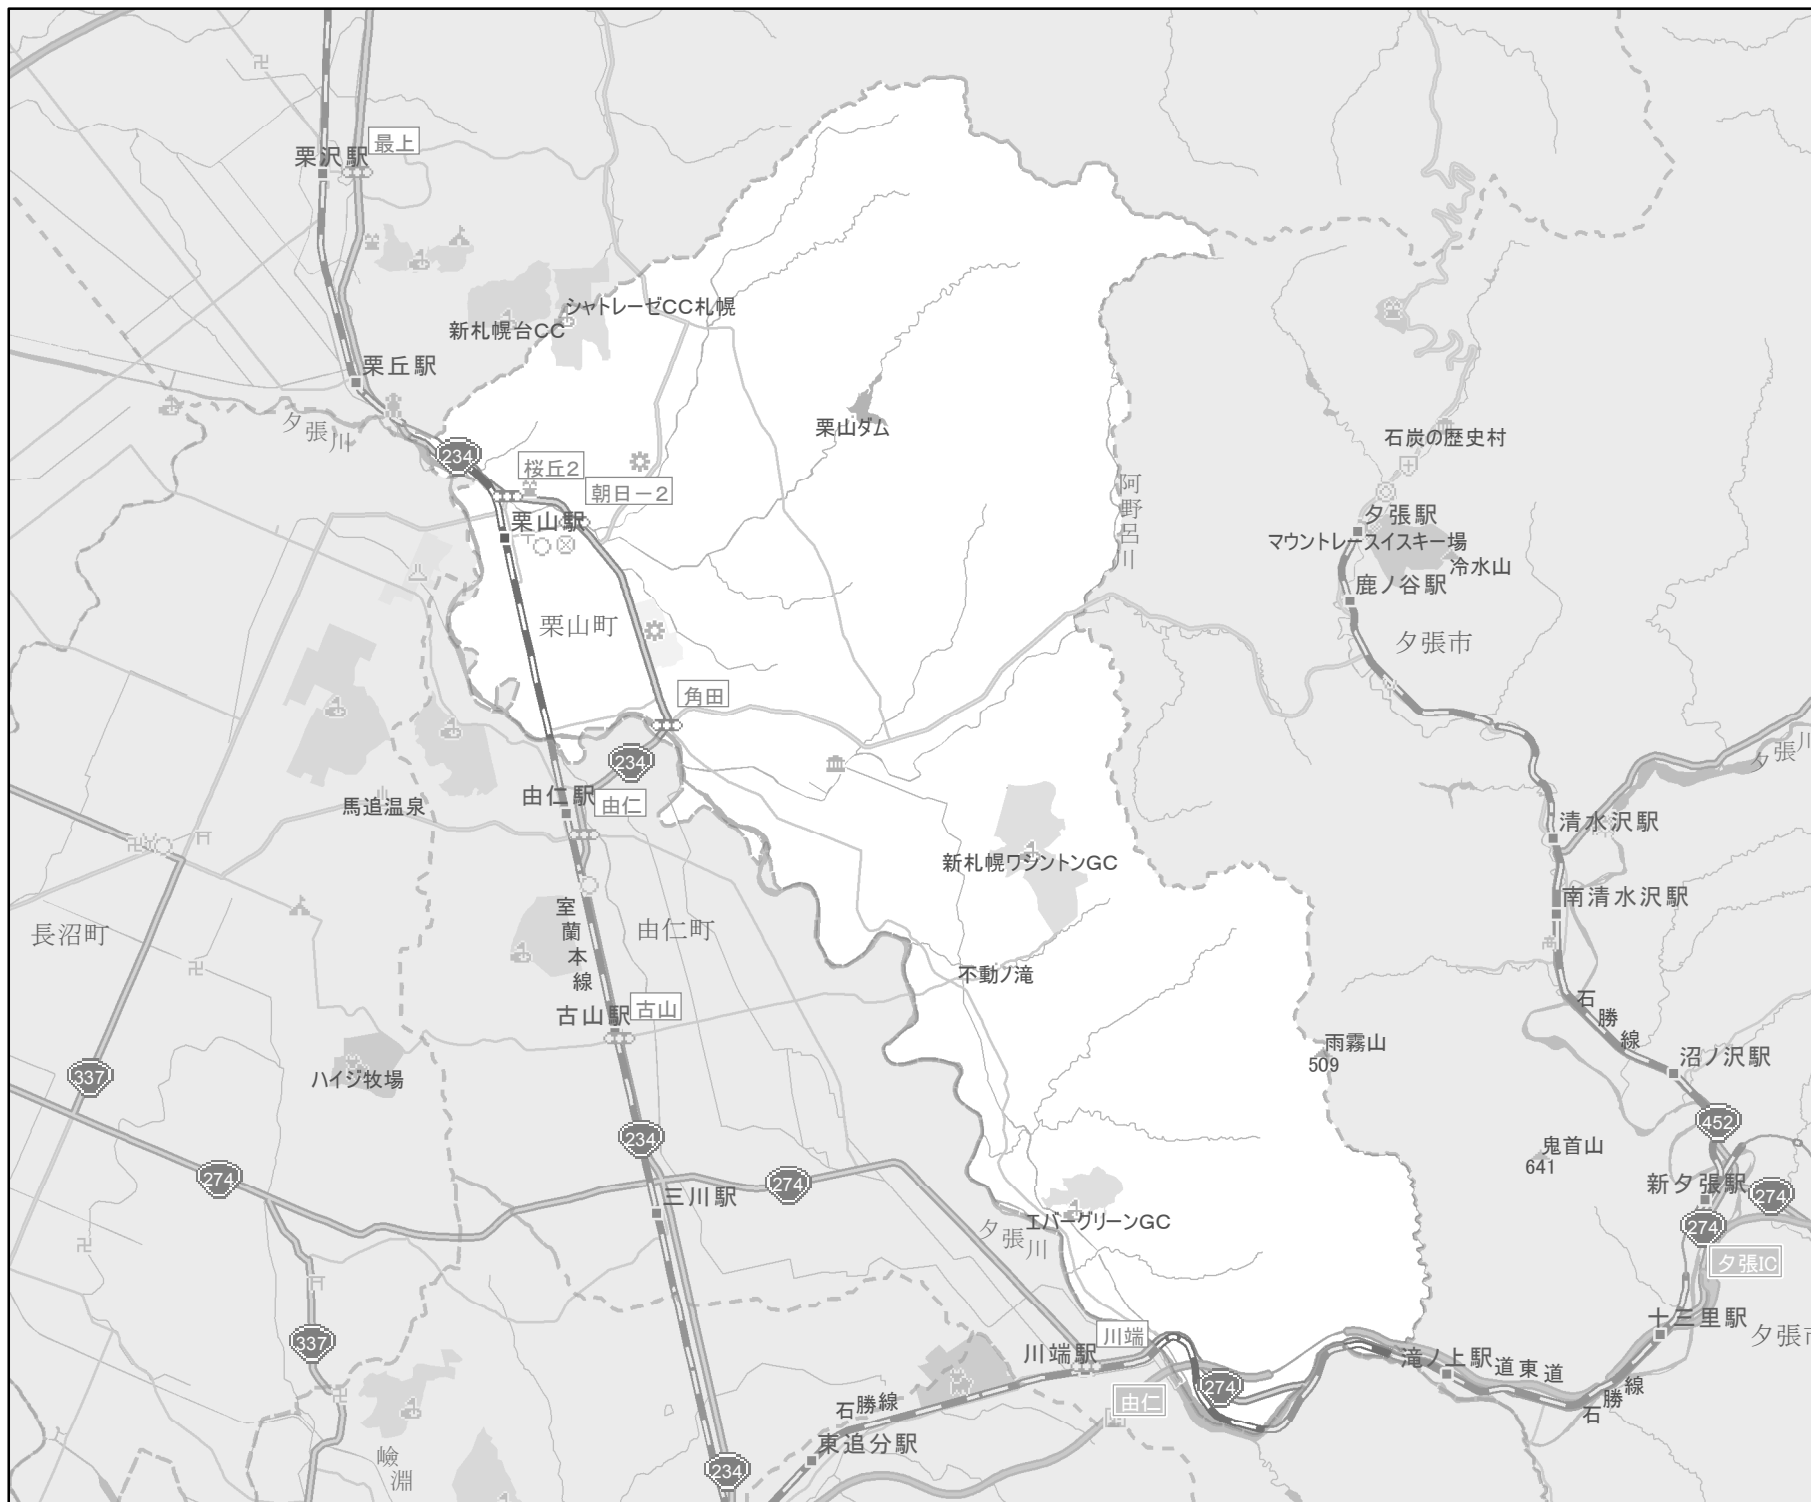 最上
栗沢駅
シャトレーゼCC札幌
新札幌台CC
栗丘駅
夕張川
栗山ダム
石炭の歴史村
234
桜丘2
朝日－2
阿野呂川
栗山駅
夕張駅
マウントレースイスキー場
冷水山
鹿ノ谷駅
栗山町
夕張市
角田
234
夕張川
由仁駅
由仁
馬追温泉
清水沢駅
新札幌ワシントンGC
南清水沢駅
室蘭本線
長沼町
由仁町
不動ノ滝
古山駅
古山
石勝線
雨霧山
509
沼ノ沢駅
337
ハイジ牧場
452
234
鬼首山
641
274
274
三川駅
新夕張駅
274
274
エバーグリーンGC
夕張川
夕張IC
337
川端
川端駅
十三里駅
夕張市
滝ノ上駅
道東道
274
由仁
石勝線
石勝線
東追分駅
嶮淵
234